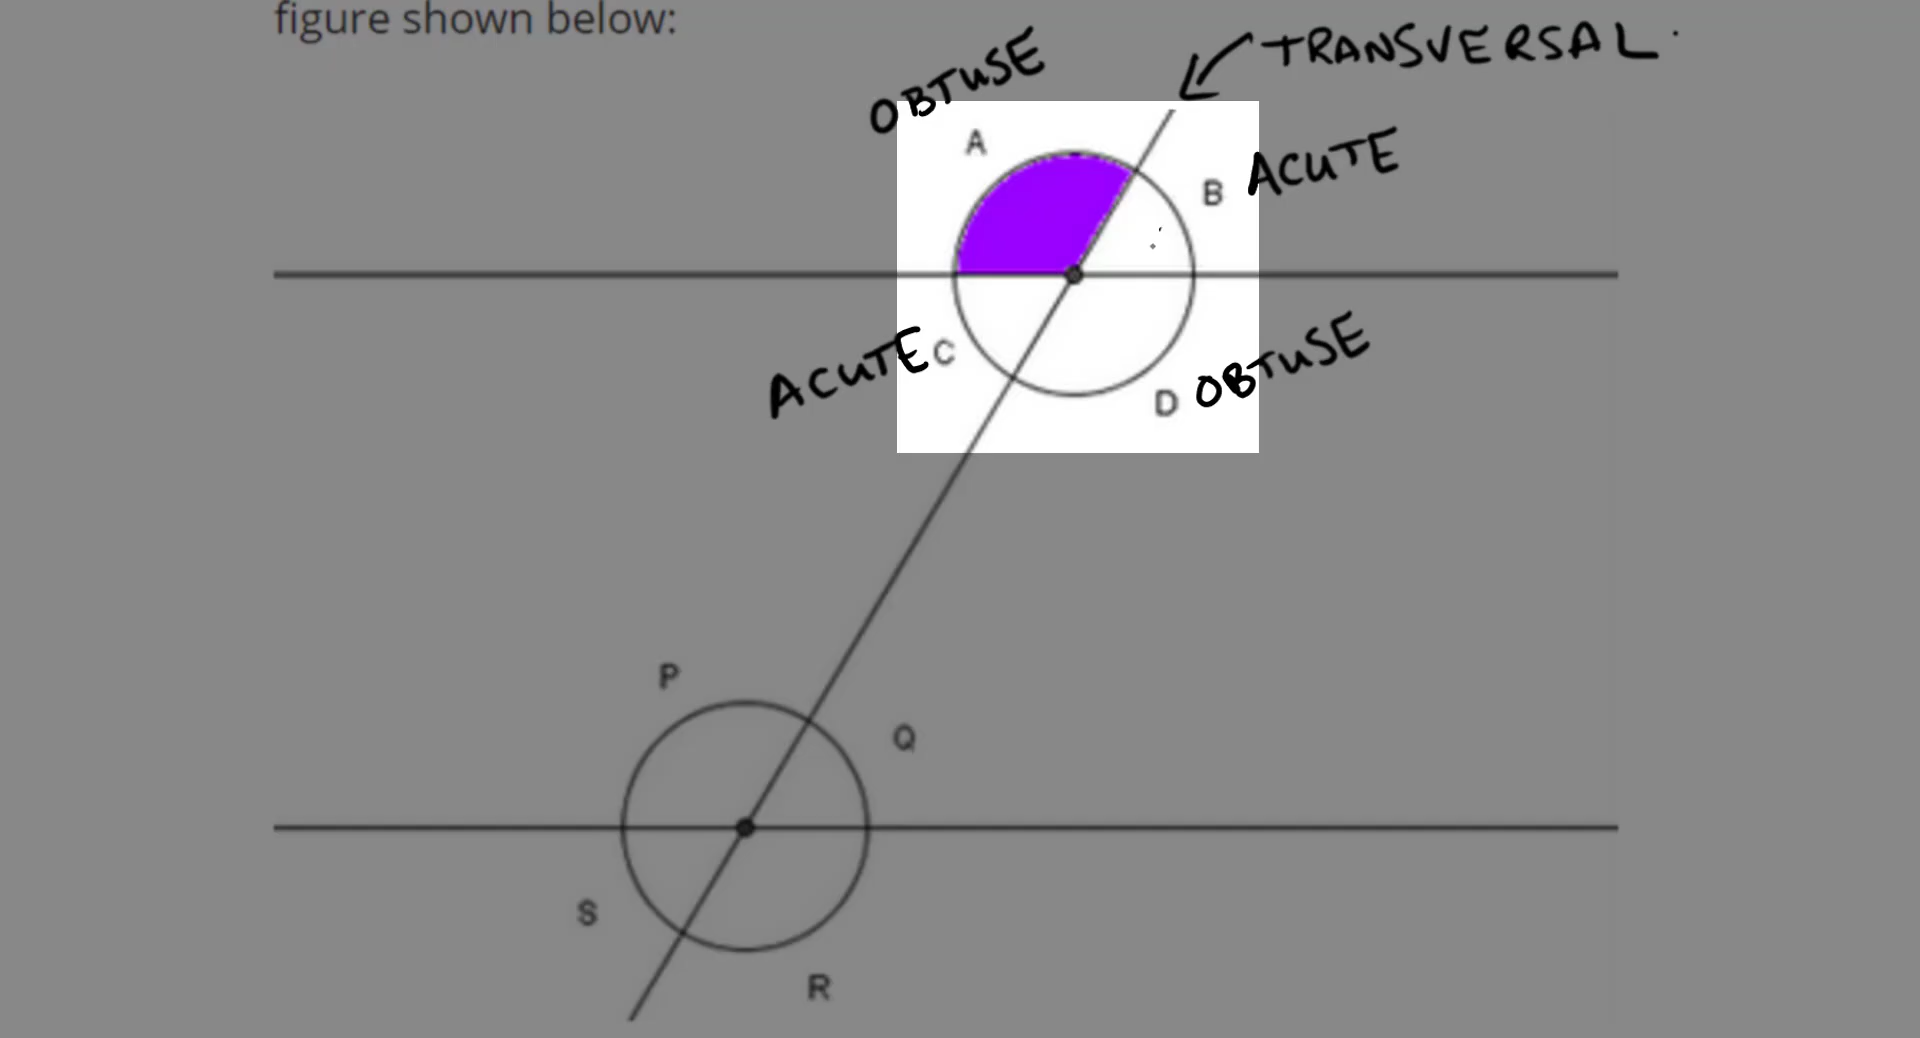 figure shown below:
OBTUSE
TRANSVERSAL
A
B ACUTE
ACUTE C
D OBTUSE
P
Q
S
R